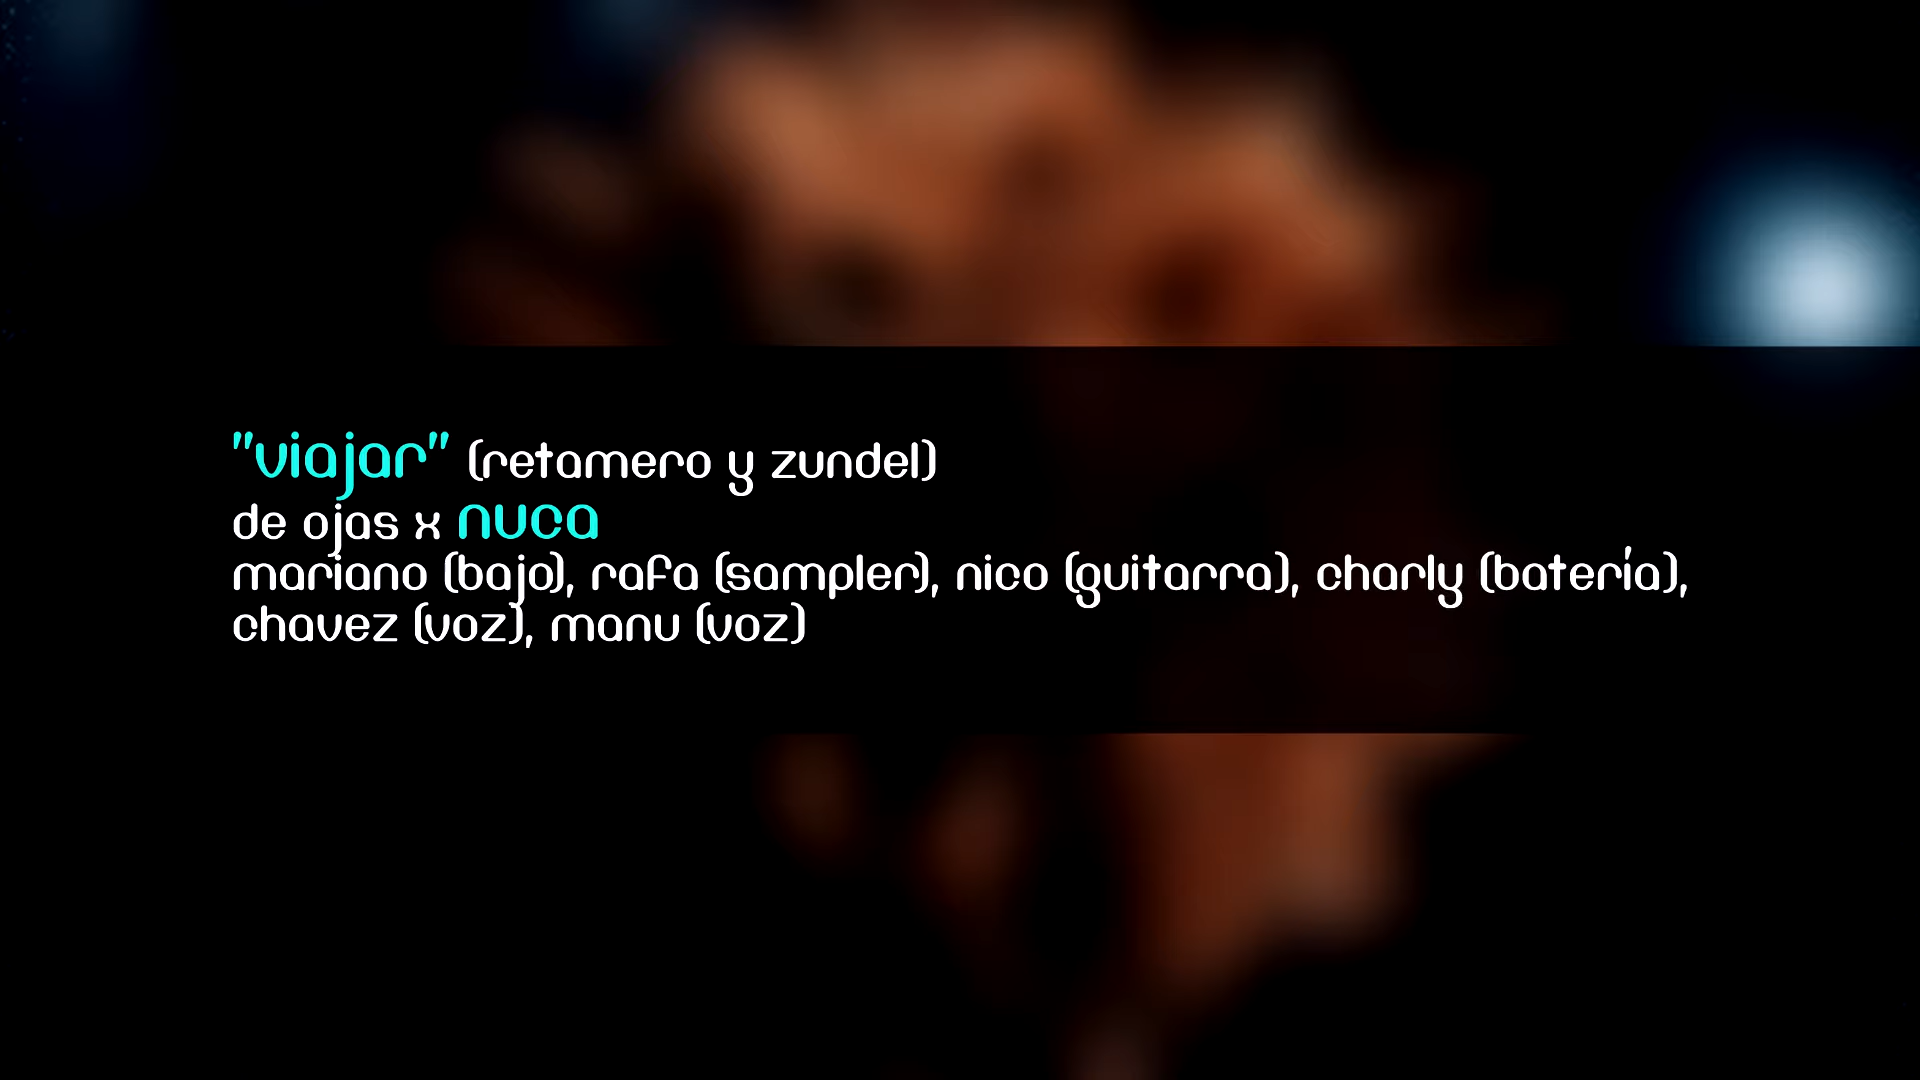 "viajar" (retamero y zundel)
de ojas x nuca
mariano (bajo), rafa (sampler), nico (guitarra), charly (batería),
chavez (voz), manu (voz)